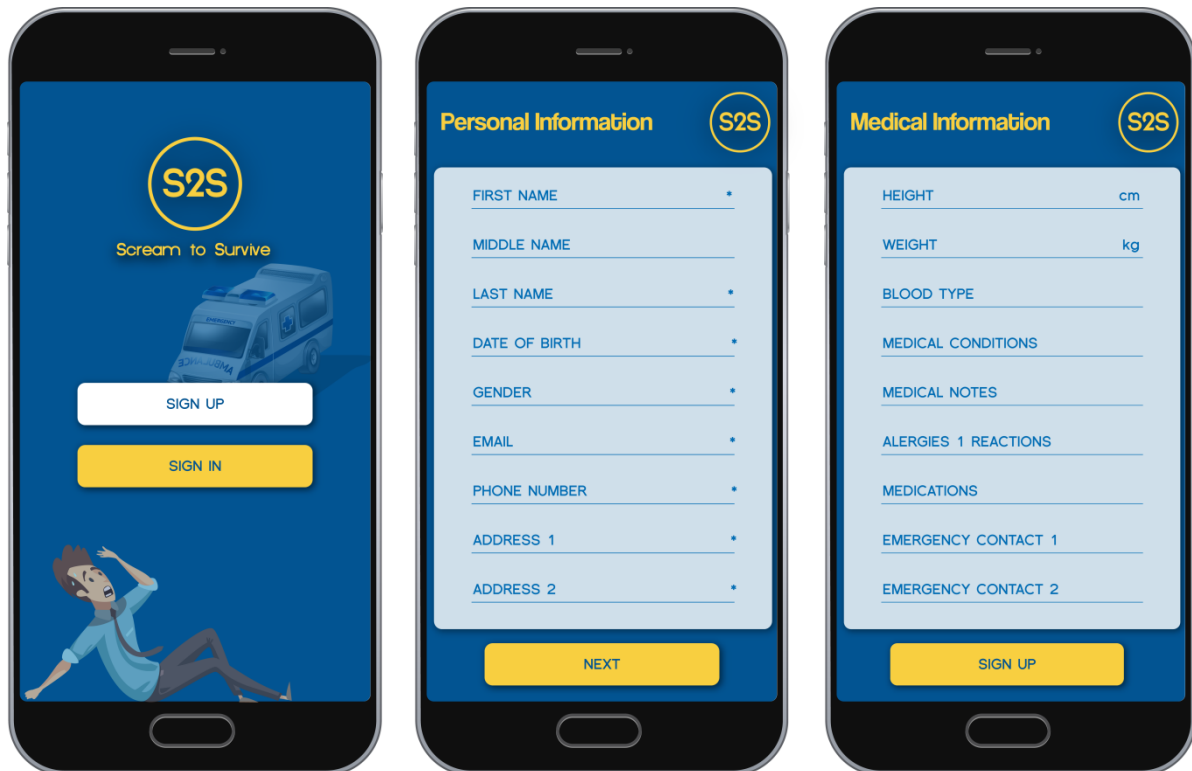 S2S
Scream to Survive
EMERGENCY
AMBULANCE
SIGN UP
SIGN IN
Personal Information
S2S
FIRST NAME *
MIDDLE NAME
LAST NAME *
DATE OF BIRTH *
GENDER *
EMAIL *
PHONE NUMBER *
ADDRESS 1 *
ADDRESS 2 *
NEXT
Medical Information
S2S
HEIGHT cm
WEIGHT kg
BLOOD TYPE
MEDICAL CONDITIONS
MEDICAL NOTES
ALERGIES 1 REACTIONS
MEDICATIONS
EMERGENCY CONTACT 1
EMERGENCY CONTACT 2
SIGN UP